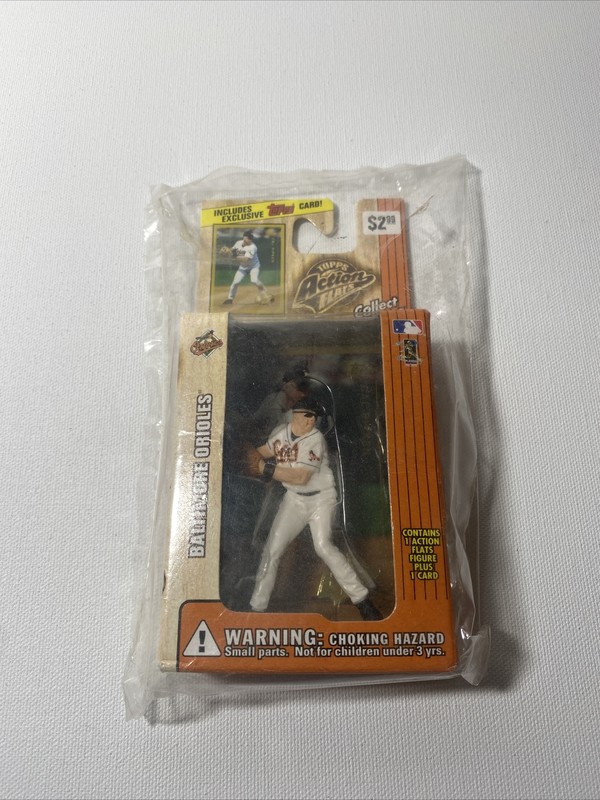 INCLUDES
EXCLUSIVE Topps CARD!
$2.99
TOPPS
Action
FLATS
Collect
Orioles
BALTIMORE ORIOLES
CONTAINS
1 ACTION
FLATS
FIGURE
PLUS
1 CARD
WARNING: CHOKING HAZARD
Small parts. Not for children under 3 yrs.